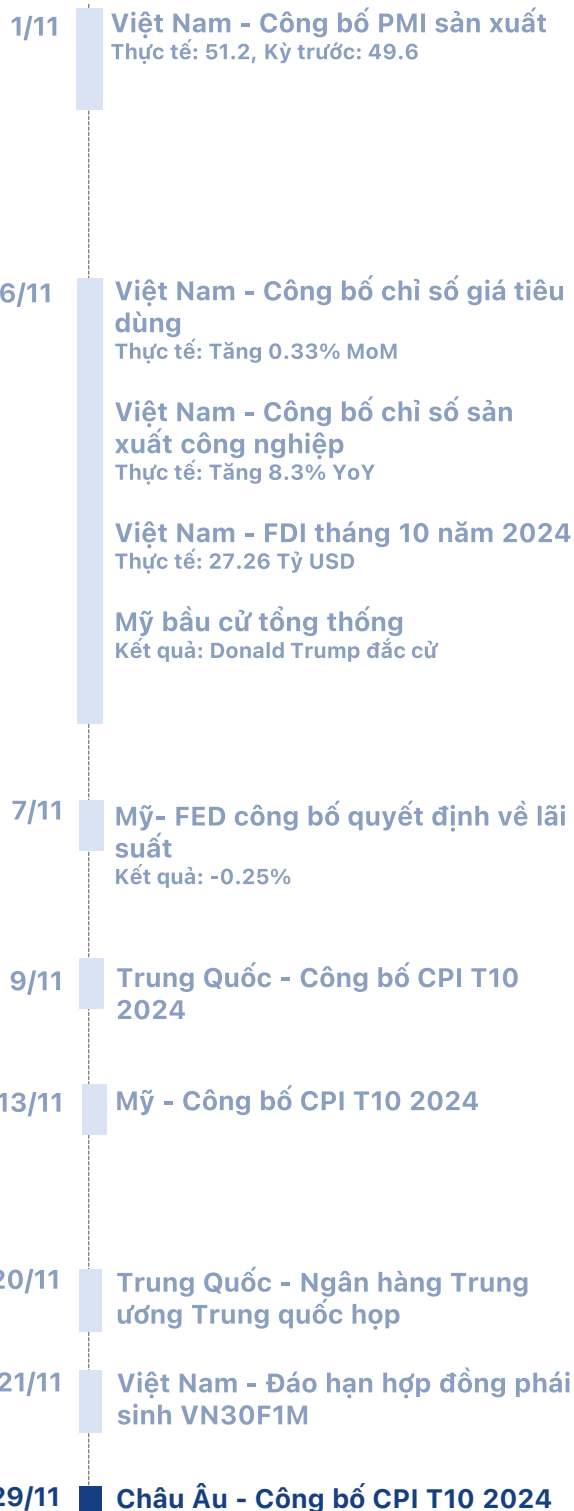 1/11
Việt Nam - Công bố PMI sản xuất
Thực tế: 51.2, Kỳ trước: 49.6
6/11
Việt Nam - Công bố chỉ số giá tiêu
dùng
Thực tế: Tăng 0.33% MoM
Việt Nam - Công bố chỉ số sản
xuất công nghiệp
Thực tế: Tăng 8.3% YoY
Việt Nam - FDI tháng 10 năm 2024
Thực tế: 27.26 Tỷ USD
Mỹ bầu cử tổng thống
Kết quả: Donald Trump đắc cử
7/11
Mỹ- FED công bố quyết định về lãi
suất
Kết quả: -0.25%
9/11
Trung Quốc - Công bố CPI T10
2024
13/11
Mỹ - Công bố CPI T10 2024
20/11
Trung Quốc - Ngân hàng Trung
ương Trung quốc họp
21/11
Việt Nam - Đáo hạn hợp đồng phái
sinh VN30F1M
29/11
Châu Âu - Công bố CPI T10 2024